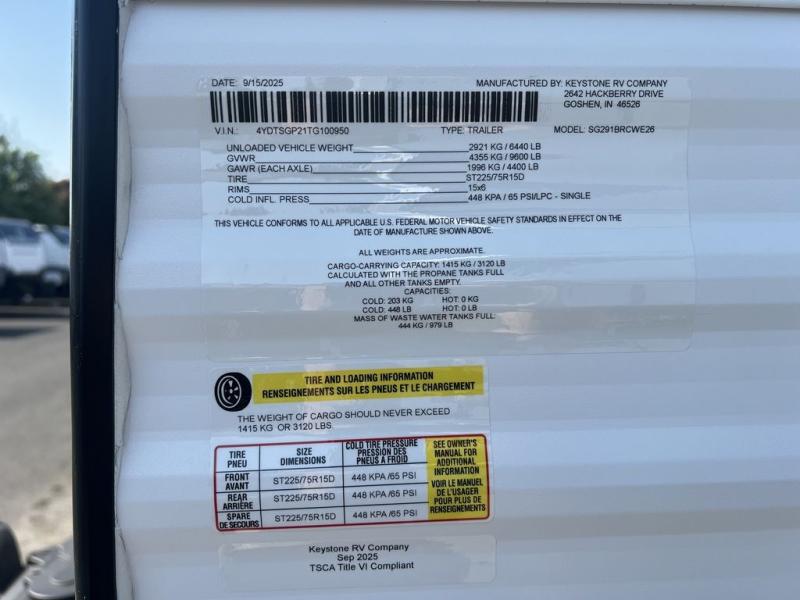 DATE: 9/15/2025 MANUFACTURED BY: KEYSTONE RV COMPANY
2642 HACKBERRY DRIVE
GOSHEN, IN 46526
V.I.N.: 4YDTSGP21TG100950 TYPE: TRAILER MODEL: SG291BRCWE26
UNLOADED VEHICLE WEIGHT 2921 KG / 6440 LB
GVWR 4355 KG / 9600 LB
GAWR (EACH AXLE) 1996 KG / 4400 LB
TIRE ST225/75R15D
RIMS 15x6
COLD INFL. PRESS 448 KPA / 65 PSI/LPC - SINGLE
THIS VEHICLE CONFORMS TO ALL APPLICABLE U.S. FEDERAL MOTOR VEHICLE SAFETY STANDARDS IN EFFECT ON THE
DATE OF MANUFACTURE SHOWN ABOVE.
ALL WEIGHTS ARE APPROXIMATE.
CARGO-CARRYING CAPACITY: 1415 KG / 3120 LB
CALCULATED WITH THE PROPANE TANKS FULL
AND ALL OTHER TANKS EMPTY.
CAPACITIES:
COLD: 203 KG HOT: 0 KG
COLD: 448 LB HOT: 0 LB
MASS OF WASTE WATER TANKS FULL:
444 KG / 979 LB
TIRE AND LOADING INFORMATION
RENSEIGNEMENTS SUR LES PNEUS ET LE CHARGEMENT
THE WEIGHT OF CARGO SHOULD NEVER EXCEED
1415 KG OR 3120 LBS.
TIRE
PNEU
SIZE
DIMENSIONS
COLD TIRE PRESSURE
PRESSION DES
PNEUS À FROID
SEE OWNER'S
MANUAL FOR
ADDITIONAL
INFORMATION
VOIR LE MANUEL
DE L'USAGER
POUR PLUS DE
RENSEIGNEMENTS
FRONT
AVANT
ST225/75R15D
448 KPA /65 PSI
REAR
ARRIÈRE
ST225/75R15D
448 KPA /65 PSI
SPARE
DE SECOURS
ST225/75R15D
448 KPA /65 PSI
Keystone RV Company
Sep 2025
TSCA Title VI Compliant